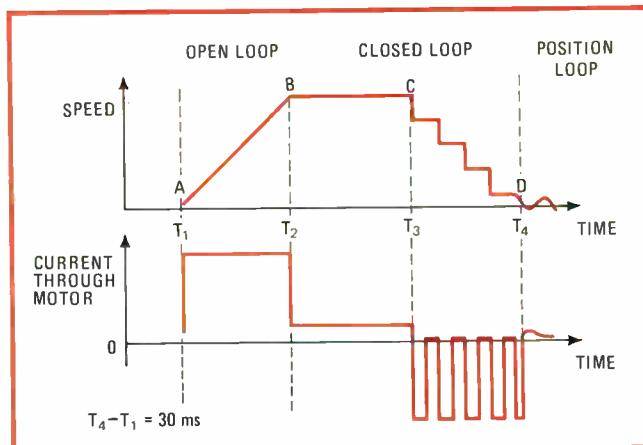 OPEN LOOP
CLOSED LOOP
POSITION
LOOP
SPEED
A
B
C
D
T1
T2
T3
T4
TIME
CURRENT
THROUGH
MOTOR
0
TIME
T4–T1 = 30 ms